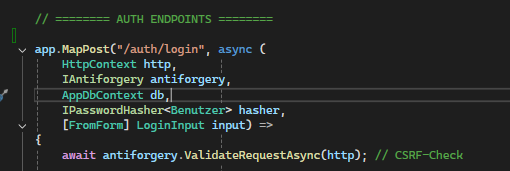 // ======== AUTH ENDPOINTS ========
app.MapPost("/auth/login", async (
HttpContext http,
IAntiforgery antiforgery,
AppDbContext db,
IPasswordHasher<Benutzer> hasher,
[FromForm] LoginInput input) =>
{
await antiforgery.ValidateRequestAsync(http); // CSRF-Check